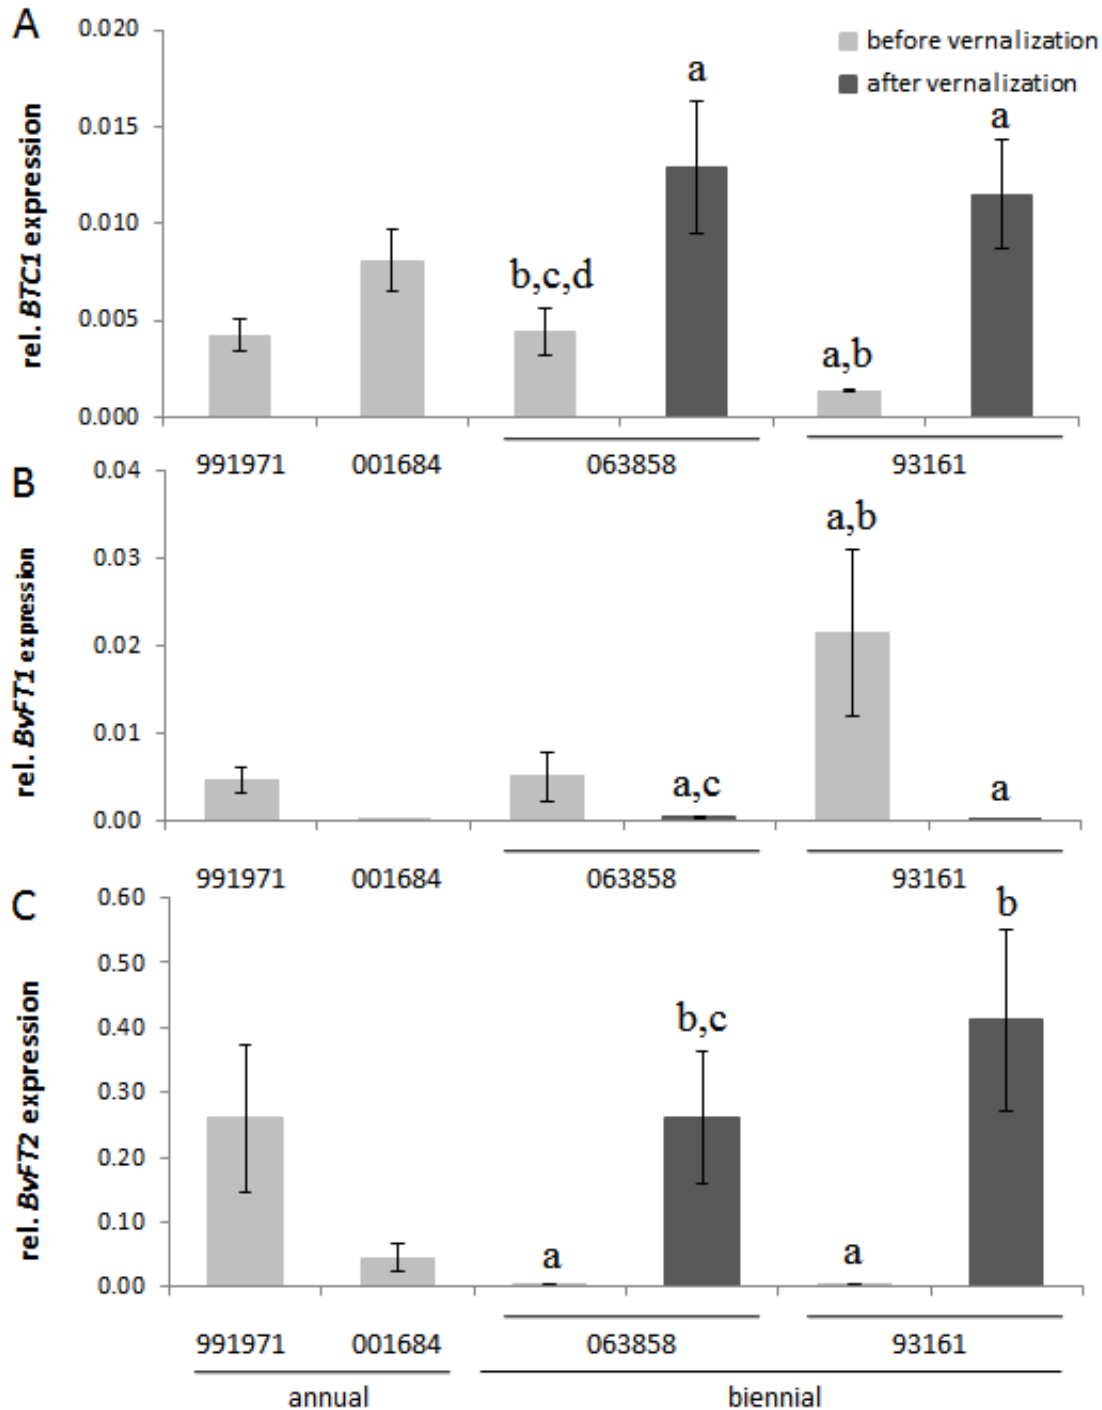 A
0.020
before vernalization
after vernalization
a
0.015
a
rel. BTC1 expression
0.010
b,c,d
0.005
a,b
0.000
991971 001684 063858 93161
B
0.04
a,b
0.03
rel. BvFT1 expression
0.02
0.01
a,c
a
0.00
991971 001684 063858 93161
C
0.60
b
0.50
b,c
0.40
rel. BvFT2 expression
0.30
0.20
0.10
a
a
0.00
991971 001684 063858 93161
annual biennial